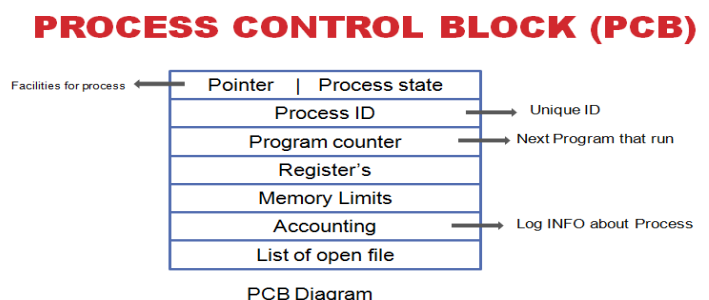 PROCESS CONTROL BLOCK (PCB)
Facilities for process
Pointer | Process state
Process ID
Unique ID
Program counter
Next Program that run
Register's
Memory Limits
Accounting
Log INFO about Process
List of open file
PCB Diagram